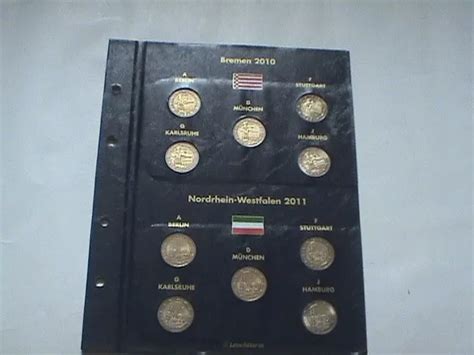 Bremen 2010
A
BERLIN
F
STUTTGART
D
MÜNCHEN
G
KARLSRUHE
J
HAMBURG
Nordrhein-Westfalen 2011
A
BERLIN
F
STUTTGART
D
MÜNCHEN
G
KARLSRUHE
J
HAMBURG